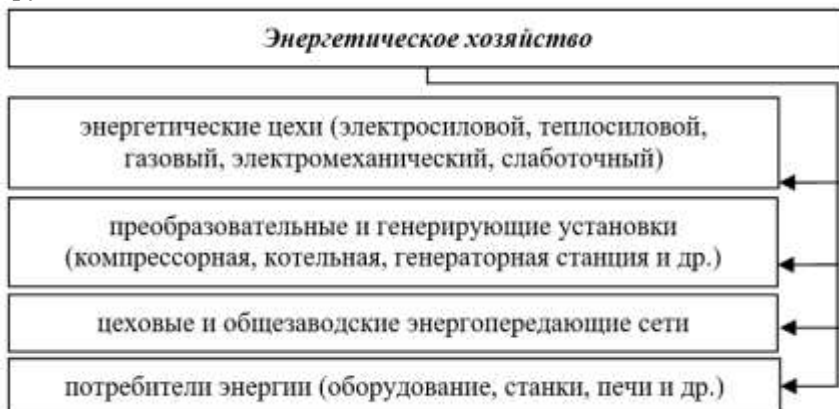 Энергетическое хозяйство
энергетические цехи (электросиловой, теплосиловой,
газовый, электромеханический, слаботочный)
преобразовательные и генерирующие установки
(компрессорная, котельная, генераторная станция и др.)
цеховые и общезаводские энергопередающие сети
потребители энергии (оборудование, станки, печи и др.)